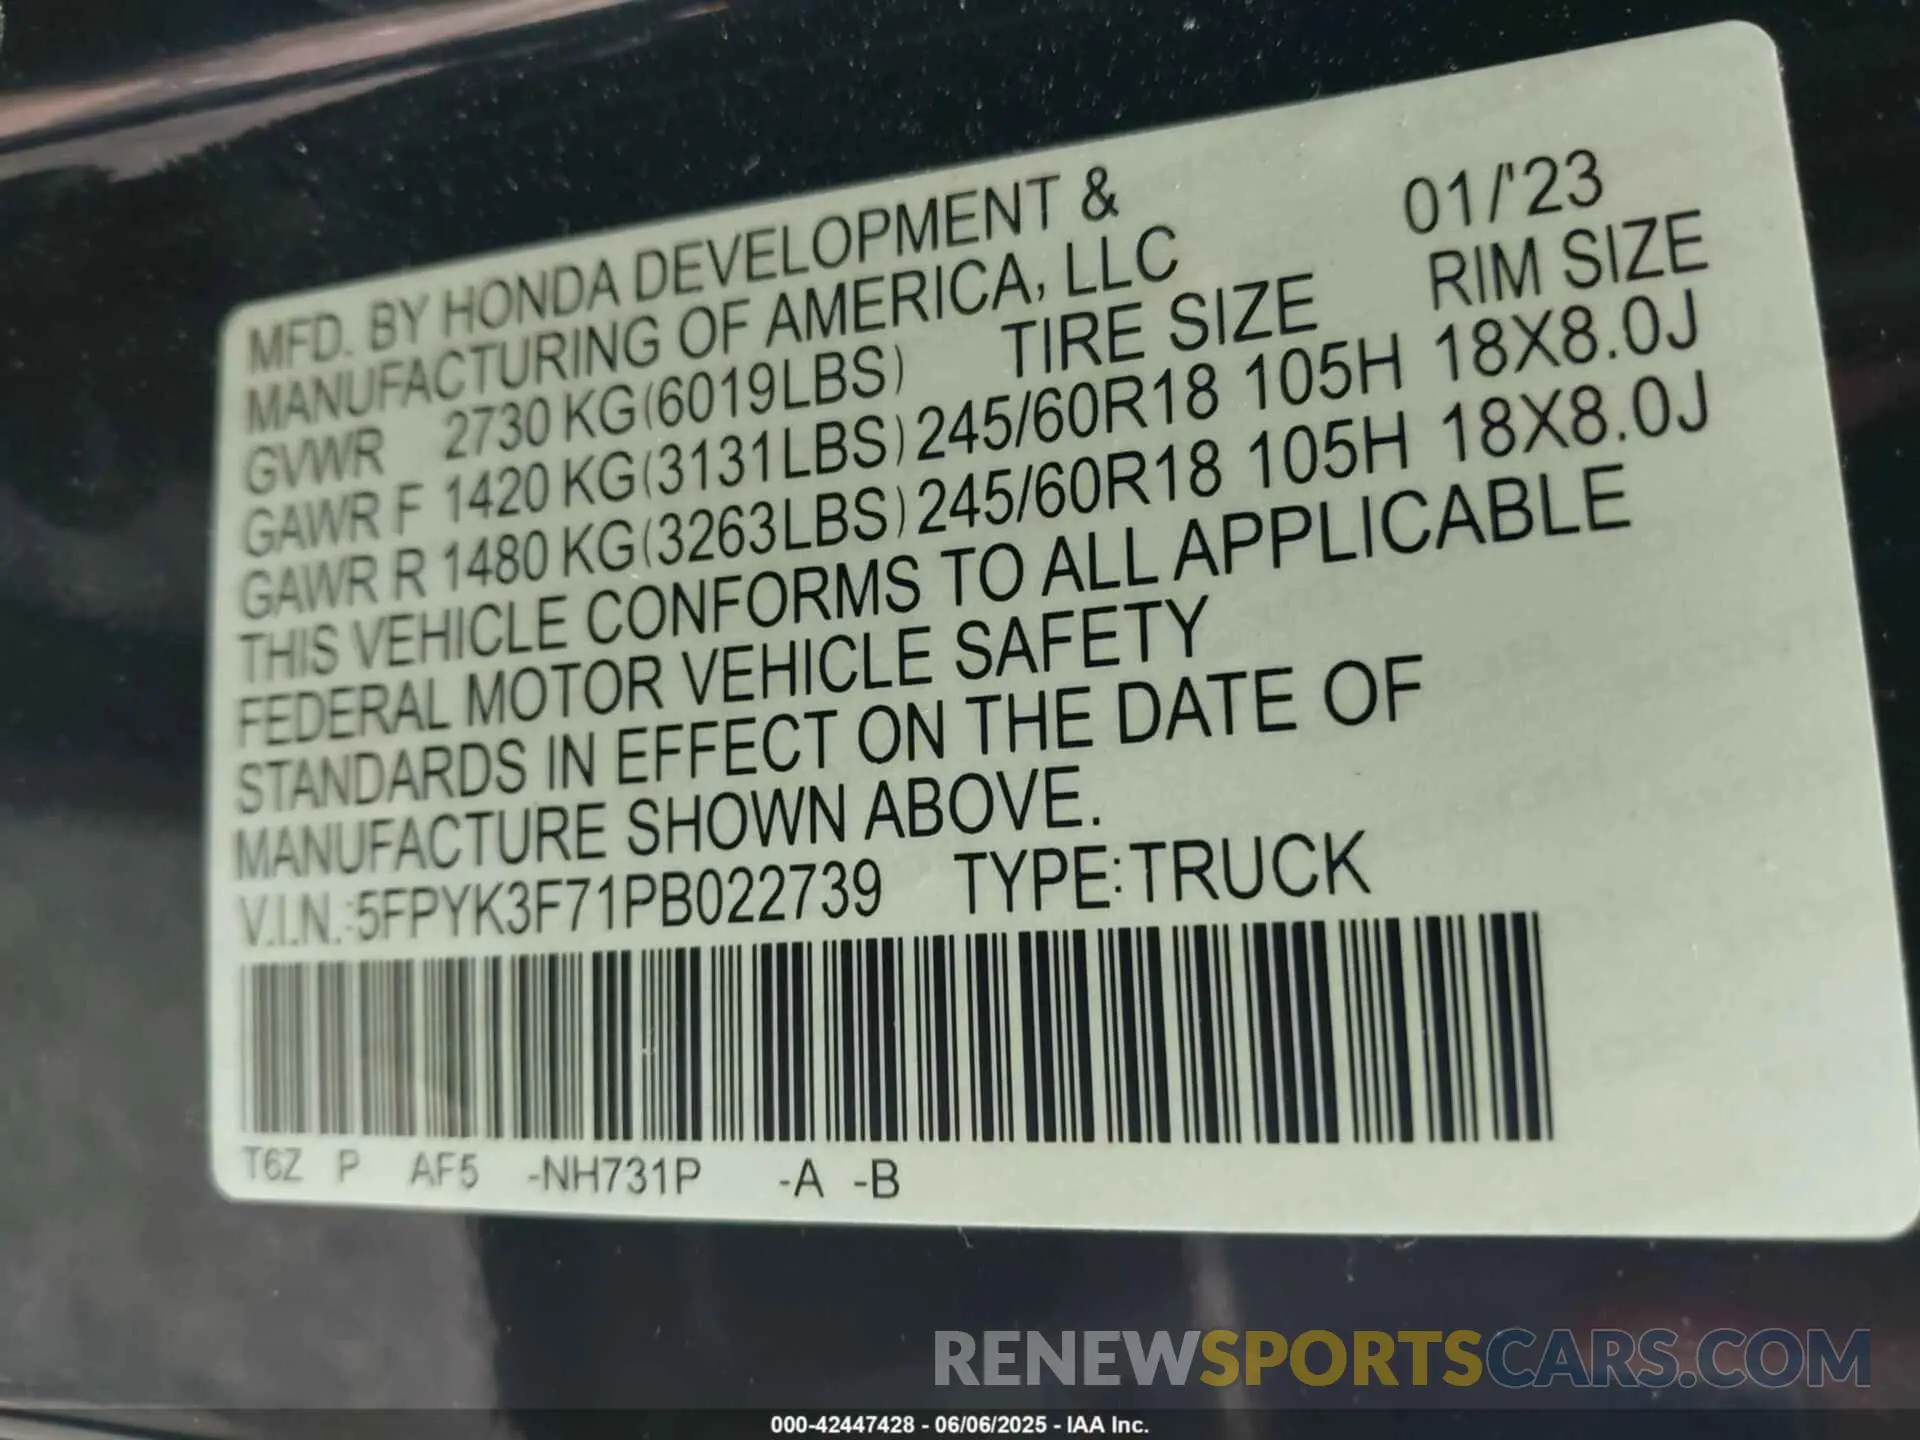 MFD. BY HONDA DEVELOPMENT & 01/'23
MANUFACTURING OF AMERICA, LLC RIM SIZE
GVWR 2730 KG(6019LBS) TIRE SIZE
GAWR F 1420 KG(3131LBS) 245/60R18 105H 18X8.0J
GAWR R 1480 KG(3263LBS) 245/60R18 105H 18X8.0J
THIS VEHICLE CONFORMS TO ALL APPLICABLE
FEDERAL MOTOR VEHICLE SAFETY
STANDARDS IN EFFECT ON THE DATE OF
MANUFACTURE SHOWN ABOVE.
V.I.N.:5FPYK3F71PB022739 TYPE:TRUCK
T6Z P AF5 -NH731P -A -B
RENEWSPORTSCARS.COM
000-42447428 - 06/06/2025 - IAA Inc.